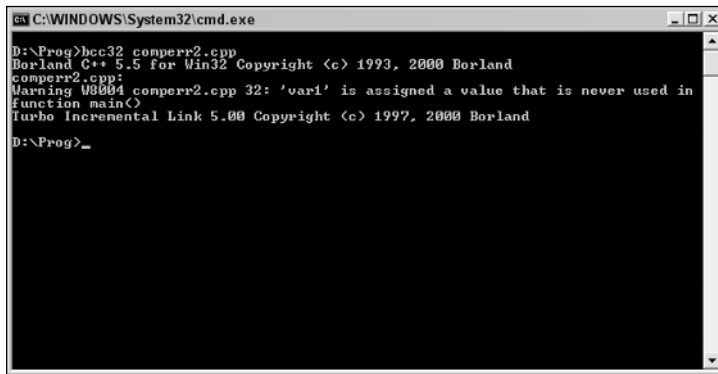 C:\WINDOWS\System32\cmd.exe
D:\Prog>bcc32 comperr2.cpp
Borland C++ 5.5 for Win32 Copyright (c) 1993, 2000 Borland
comperr2.cpp:
Warning W8004 comperr2.cpp 32: 'var1' is assigned a value that is never used in
function main()
Turbo Incremental Link 5.00 Copyright (c) 1997, 2000 Borland
D:\Prog>_